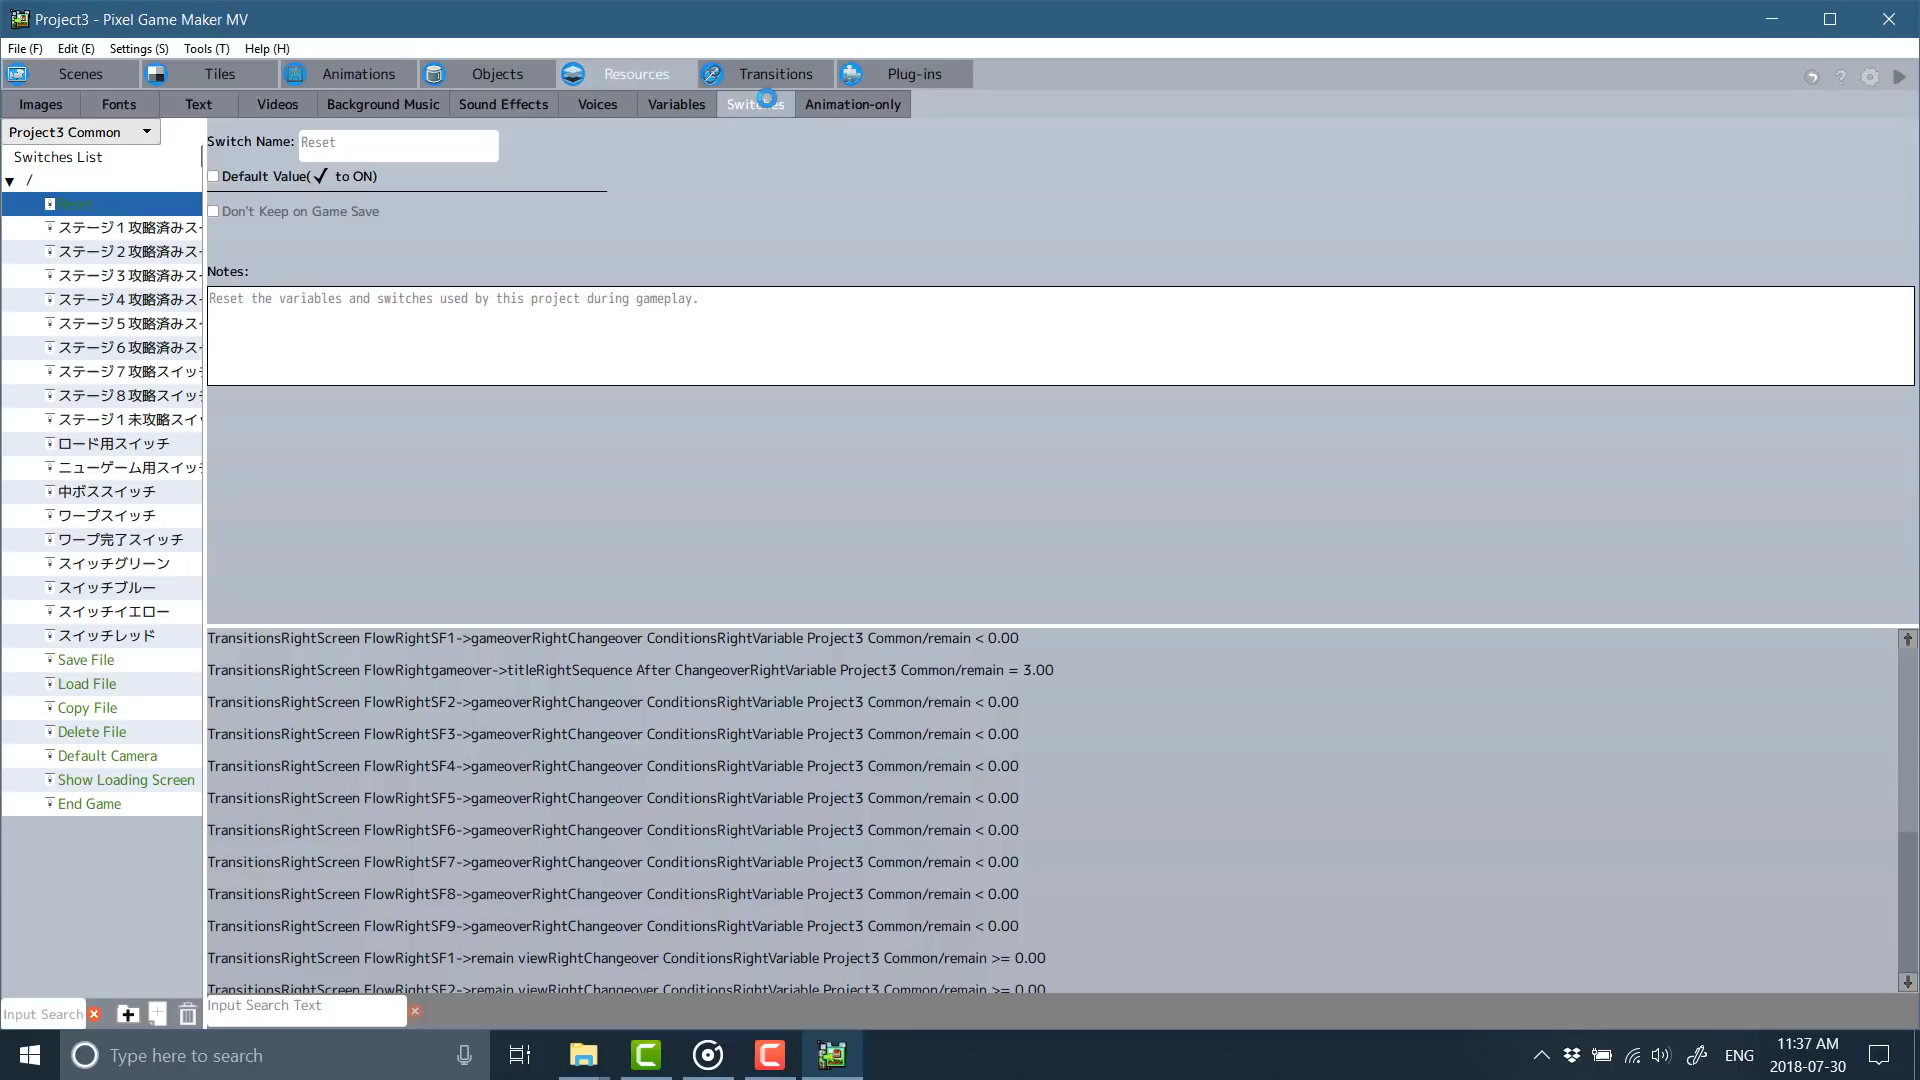 Project3 - Pixel Game Maker MV
File (F) Edit (E) Settings (S) Tools (T) Help (H)
Scenes Tiles Animations Objects Resources Transitions Plug-ins
Images Fonts Text Videos Background Music Sound Effects Voices Variables Switches Animation-only
Project3 Common
Switches List
/
Reset
ステージ１攻略済みス
ステージ２攻略済みス
ステージ３攻略済みス
ステージ４攻略済みス
ステージ５攻略済みス
ステージ６攻略済みス
ステージ７攻略スイッチ
ステージ８攻略スイッチ
ステージ１未攻略スイ
ロード用スイッチ
ニューゲーム用スイッチ
中ボススイッチ
ワープスイッチ
ワープ完了スイッチ
スイッチグリーン
スイッチブルー
スイッチイエロー
スイッチレッド
Save File
Load File
Copy File
Delete File
Default Camera
Show Loading Screen
End Game
Input Search
Switch Name: Reset
Default Value(✓ to ON)
Don't Keep on Game Save
Notes:
Reset the variables and switches used by this project during gameplay.
TransitionsRightScreen FlowRightSF1->gameoverRightChangeover ConditionsRightVariable Project3 Common/remain < 0.00
TransitionsRightScreen FlowRightgameover->titleRightSequence After ChangeoverRightVariable Project3 Common/remain = 3.00
TransitionsRightScreen FlowRightSF2->gameoverRightChangeover ConditionsRightVariable Project3 Common/remain < 0.00
TransitionsRightScreen FlowRightSF3->gameoverRightChangeover ConditionsRightVariable Project3 Common/remain < 0.00
TransitionsRightScreen FlowRightSF4->gameoverRightChangeover ConditionsRightVariable Project3 Common/remain < 0.00
TransitionsRightScreen FlowRightSF5->gameoverRightChangeover ConditionsRightVariable Project3 Common/remain < 0.00
TransitionsRightScreen FlowRightSF6->gameoverRightChangeover ConditionsRightVariable Project3 Common/remain < 0.00
TransitionsRightScreen FlowRightSF7->gameoverRightChangeover ConditionsRightVariable Project3 Common/remain < 0.00
TransitionsRightScreen FlowRightSF8->gameoverRightChangeover ConditionsRightVariable Project3 Common/remain < 0.00
TransitionsRightScreen FlowRightSF9->gameoverRightChangeover ConditionsRightVariable Project3 Common/remain < 0.00
TransitionsRightScreen FlowRightSF1->remain viewRightChangeover ConditionsRightVariable Project3 Common/remain >= 0.00
TransitionsRightScreen FlowRightSF2->remain viewRightChangeover ConditionsRightVariable Project3 Common/remain >= 0.00
Input Search Text
Type here to search
ENG
11:37 AM
2018-07-30